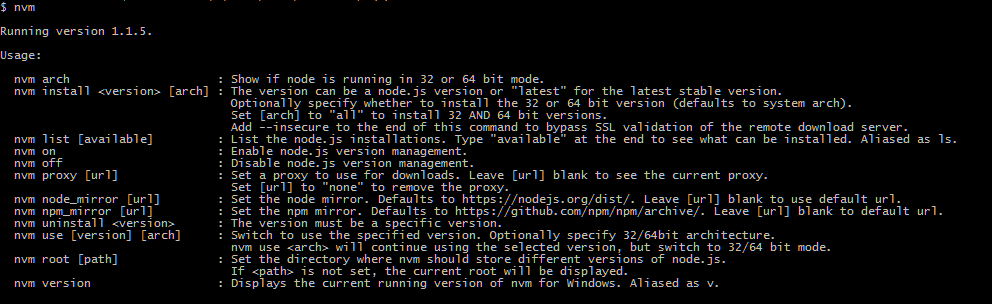 $ nvm
Running version 1.1.5.
Usage:
nvm arch : Show if node is running in 32 or 64 bit mode.
nvm install <version> [arch] : The version can be a node.js version or "latest" for the latest stable version.
Optionally specify whether to install the 32 or 64 bit version (defaults to system arch).
Set [arch] to "all" to install 32 AND 64 bit versions.
Add --insecure to the end of this command to bypass SSL validation of the remote download server.
nvm list [available] : List the node.js installations. Type "available" at the end to see what can be installed. Aliased as ls.
nvm on : Enable node.js version management.
nvm off : Disable node.js version management.
nvm proxy [url] : Set a proxy to use for downloads. Leave [url] blank to see the current proxy.
Set [url] to "none" to remove the proxy.
nvm node_mirror [url] : Set the node mirror. Defaults to https://nodejs.org/dist/. Leave [url] blank to use default url.
nvm npm_mirror [url] : Set the npm mirror. Defaults to https://github.com/npm/npm/archive/. Leave [url] blank to default url.
nvm uninstall <version> : The version must be a specific version.
nvm use [version] [arch] : Switch to use the specified version. Optionally specify 32/64bit architecture.
nvm use <arch> will continue using the selected version, but switch to 32/64 bit mode.
nvm root [path] : Set the directory where nvm should store different versions of node.js.
If <path> is not set, the current root will be displayed.
nvm version : Displays the current running version of nvm for Windows. Aliased as v.